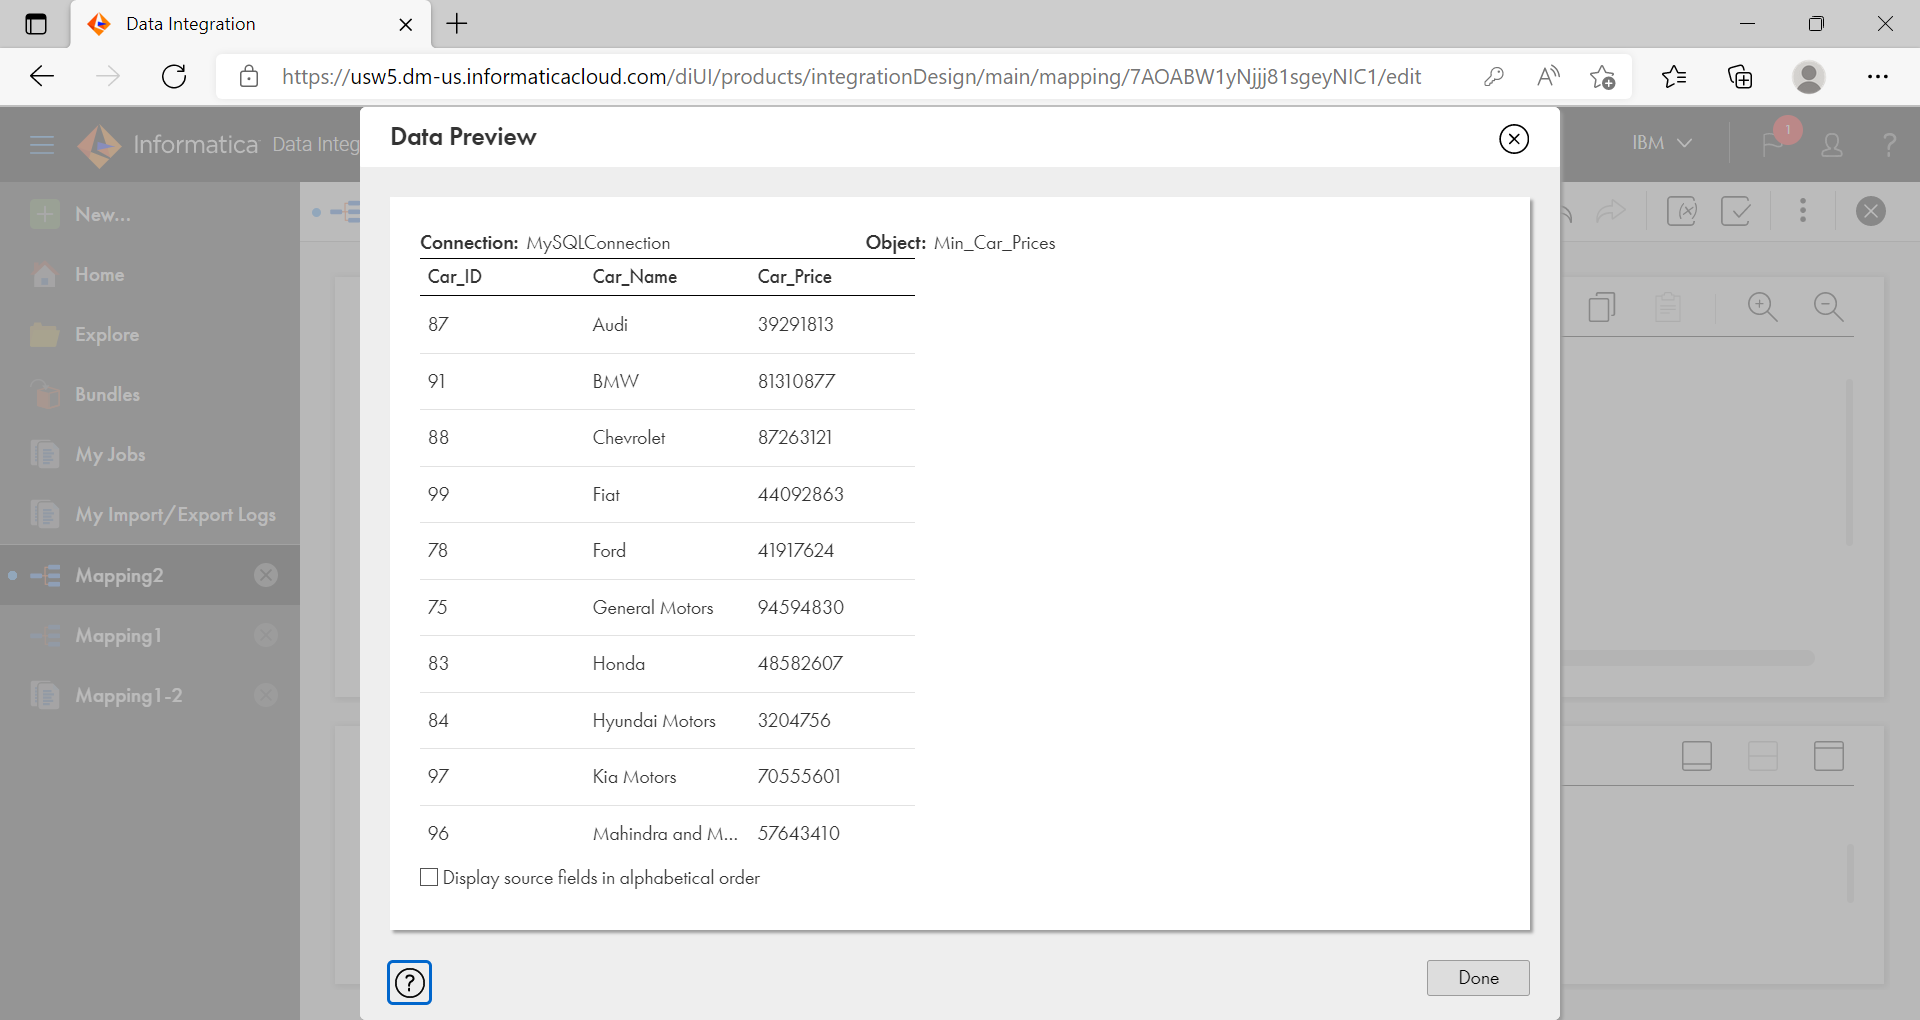 Data Integration
https://usw5.dm-us.informaticacloud.com/diUI/products/integrationDesign/main/mapping/7AOABW1yNjjj81sgeyNIC1/edit
Informatica Data Integ
IBM
1
?
New...
Home
Explore
Bundles
My Jobs
My Import/Export Logs
Mapping2
Mapping1
Mapping1-2
Data Preview
Connection: MySQLConnection Object: Min_Car_Prices
Car_ID Car_Name Car_Price
87 Audi 39291813
91 BMW 81310877
88 Chevrolet 87263121
99 Fiat 44092863
78 Ford 41917624
75 General Motors 94594830
83 Honda 48582607
84 Hyundai Motors 3204756
97 Kia Motors 70555601
96 Mahindra and M... 57643410
Display source fields in alphabetical order
?
Done